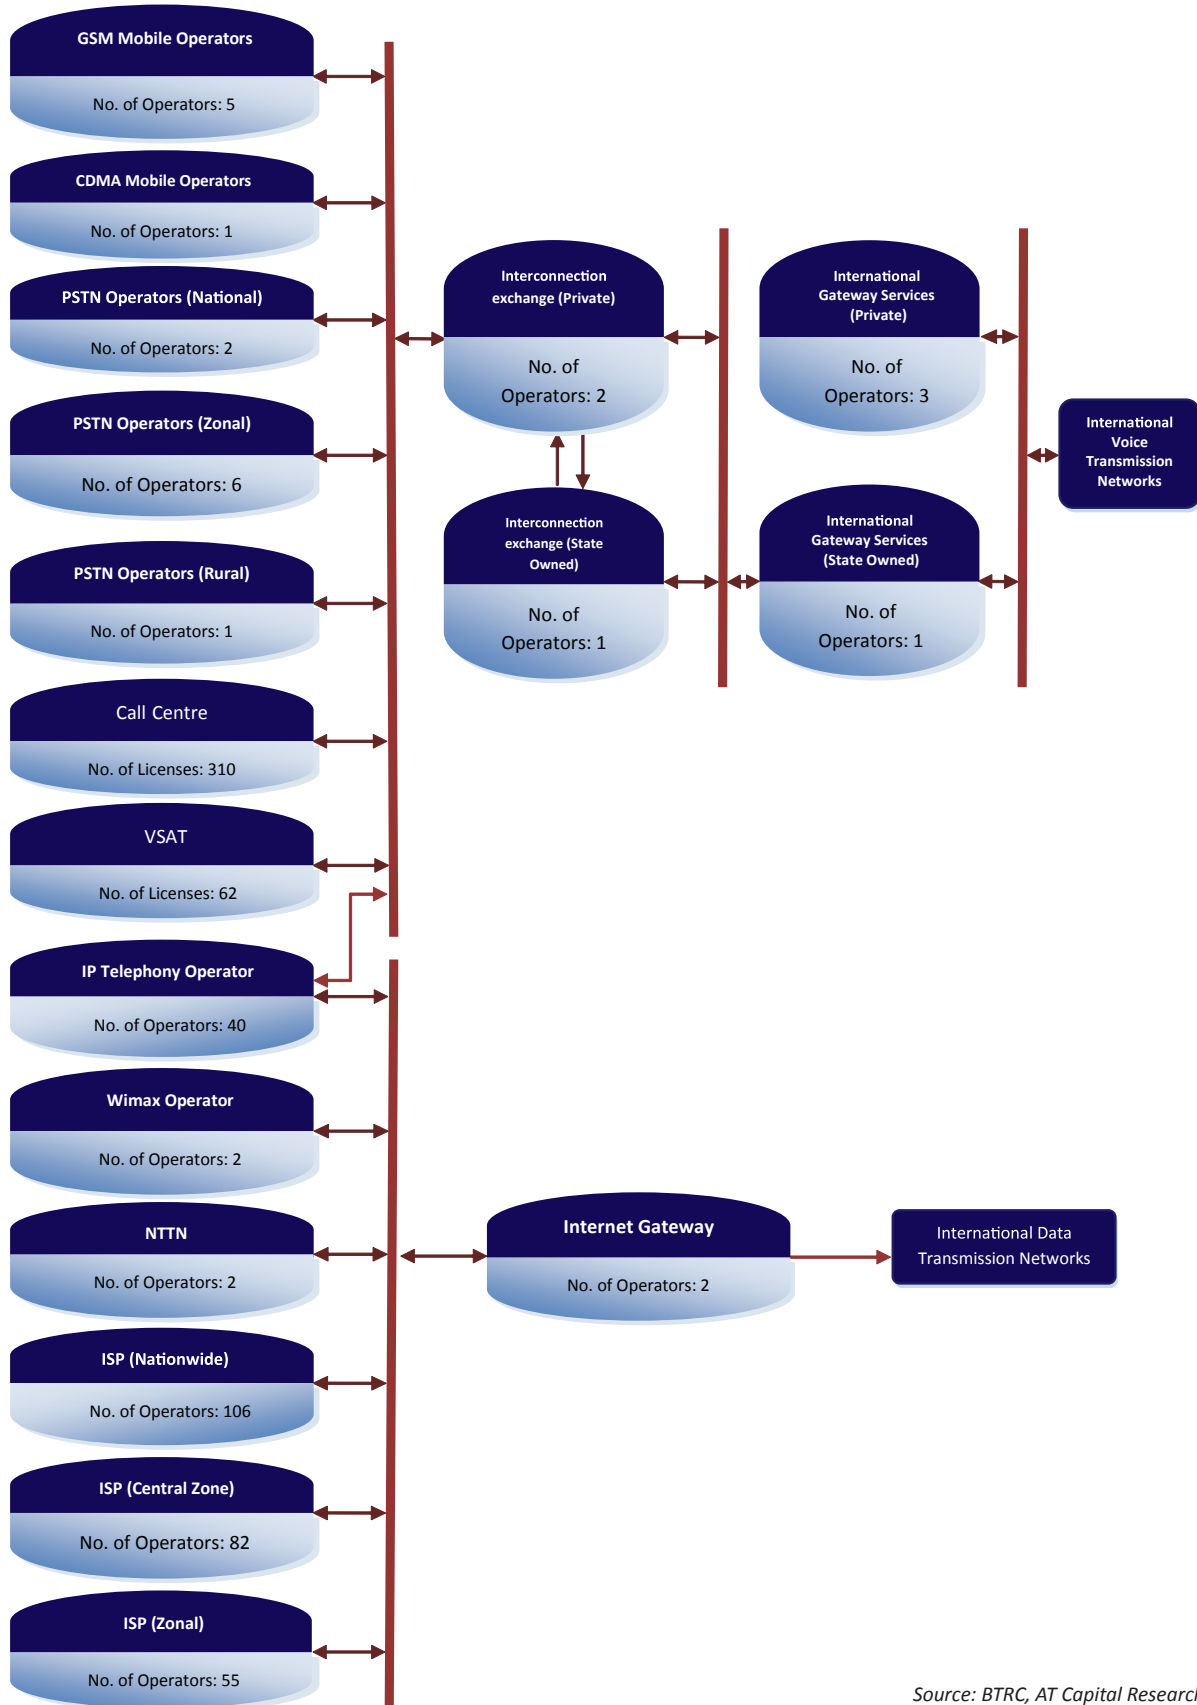 GSM Mobile Operators
No. of Operators: 5
CDMA Mobile Operators
No. of Operators: 1
PSTN Operators (National)
No. of Operators: 2
PSTN Operators (Zonal)
No. of Operators: 6
PSTN Operators (Rural)
No. of Operators: 1
Call Centre
No. of Licenses: 310
VSAT
No. of Licenses: 62
IP Telephony Operator
No. of Operators: 40
Wimax Operator
No. of Operators: 2
NTTN
No. of Operators: 2
ISP (Nationwide)
No. of Operators: 106
ISP (Central Zone)
No. of Operators: 82
ISP (Zonal)
No. of Operators: 55
Interconnection
exchange (Private)
No. of
Operators: 2
Interconnection
exchange (State
Owned)
No. of
Operators: 1
International
Gateway Services
(Private)
No. of
Operators: 3
International
Gateway Services
(State Owned)
No. of
Operators: 1
International
Voice
Transmission
Networks
Internet Gateway
No. of Operators: 2
International Data
Transmission Networks
Source: BTRC, AT Capital Research